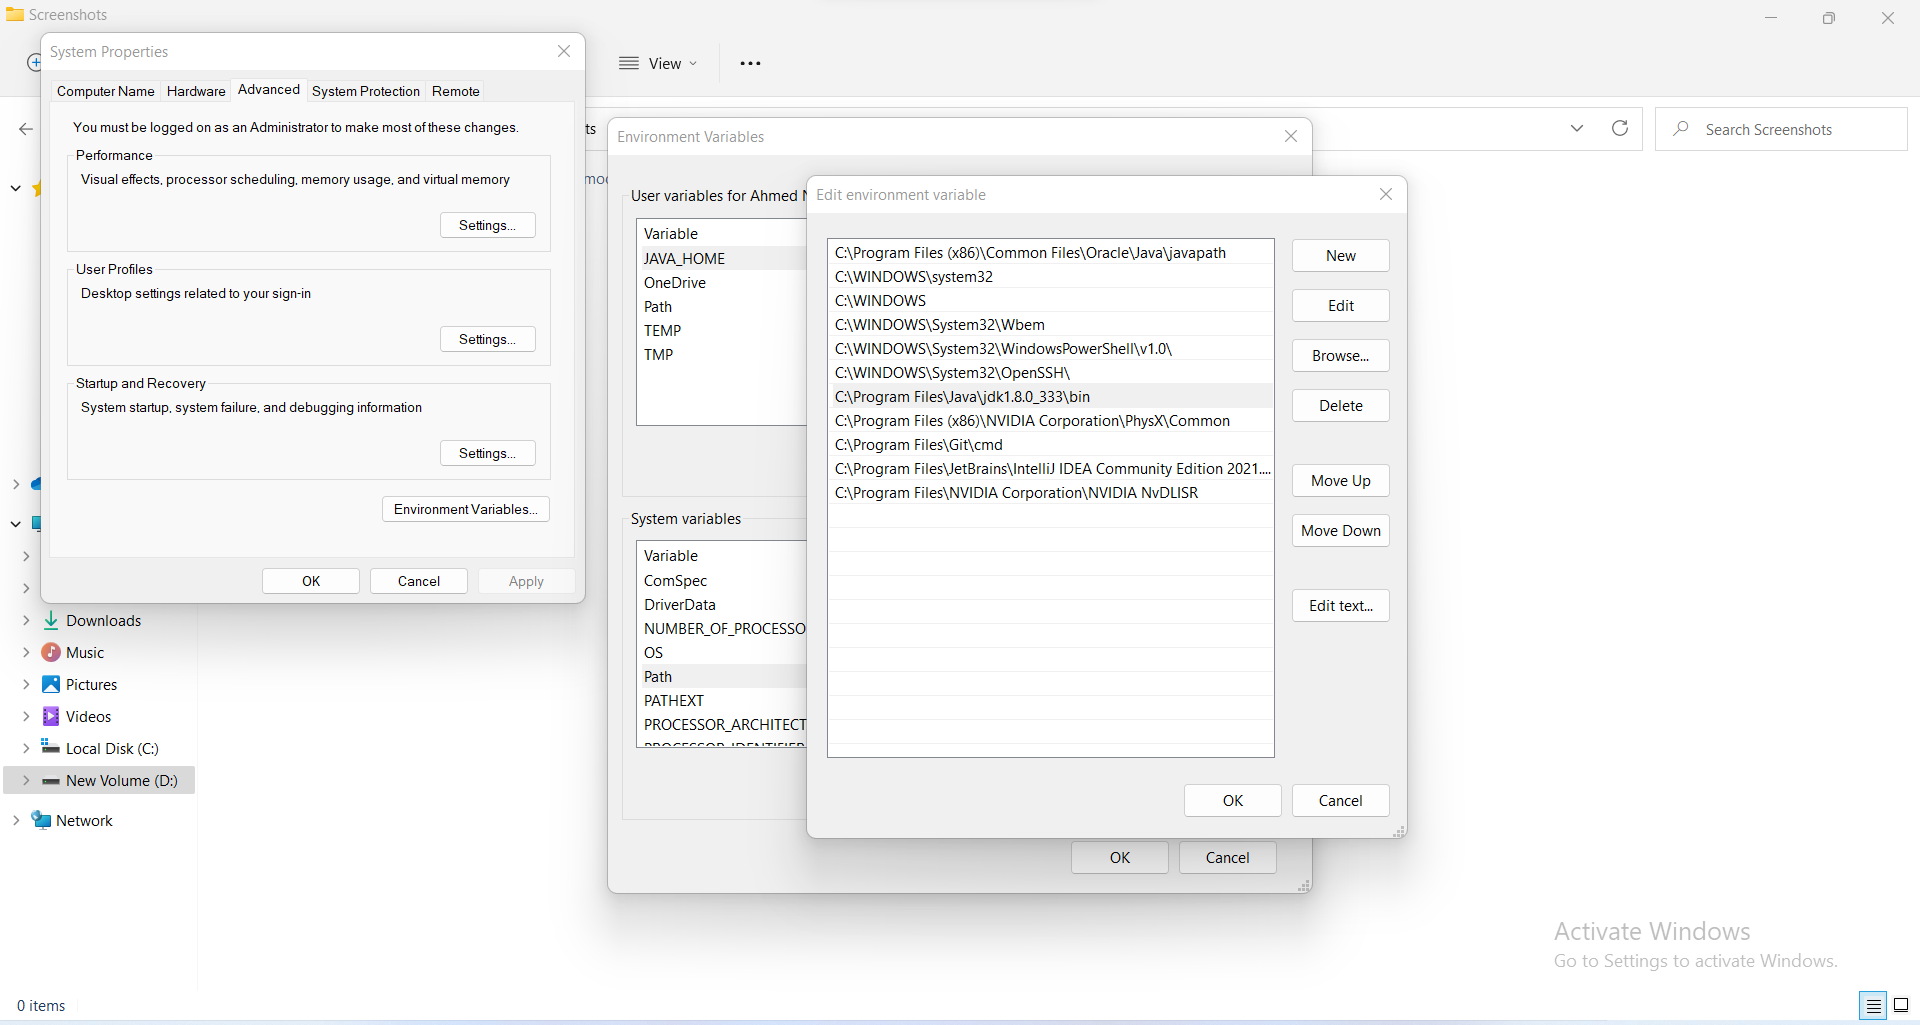 Screenshots
System Properties
View
Computer Name
Hardware
Advanced
System Protection
Remote
You must be logged on as an Administrator to make most of these changes.
Performance
Visual effects, processor scheduling, memory usage, and virtual memory
Settings...
User Profiles
Desktop settings related to your sign-in
Settings...
Startup and Recovery
System startup, system failure, and debugging information
Settings...
Environment Variables...
OK
Cancel
Apply
ts
Search Screenshots
Environment Variables
User variables for Ahmed
Variable
JAVA_HOME
OneDrive
Path
TEMP
TMP
System variables
Variable
ComSpec
DriverData
NUMBER_OF_PROCESSO
OS
Path
PATHEXT
PROCESSOR_ARCHITECT
OK
Cancel
Edit environment variable
C:\Program Files (x86)\Common Files\Oracle\Java\javapath
C:\WINDOWS\system32
C:\WINDOWS
C:\WINDOWS\System32\Wbem
C:\WINDOWS\System32\WindowsPowerShell\v1.0\
C:\WINDOWS\System32\OpenSSH\
C:\Program Files\Java\jdk1.8.0_333\bin
C:\Program Files (x86)\NVIDIA Corporation\PhysX\Common
C:\Program Files\Git\cmd
C:\Program Files\JetBrains\IntelliJ IDEA Community Edition 2021....
C:\Program Files\NVIDIA Corporation\NVIDIA NvDLISR
New
Edit
Browse...
Delete
Move Up
Move Down
Edit text...
OK
Cancel
Downloads
Music
Pictures
Videos
Local Disk (C:)
New Volume (D:)
Network
Activate Windows
Go to Settings to activate Windows.
0 items